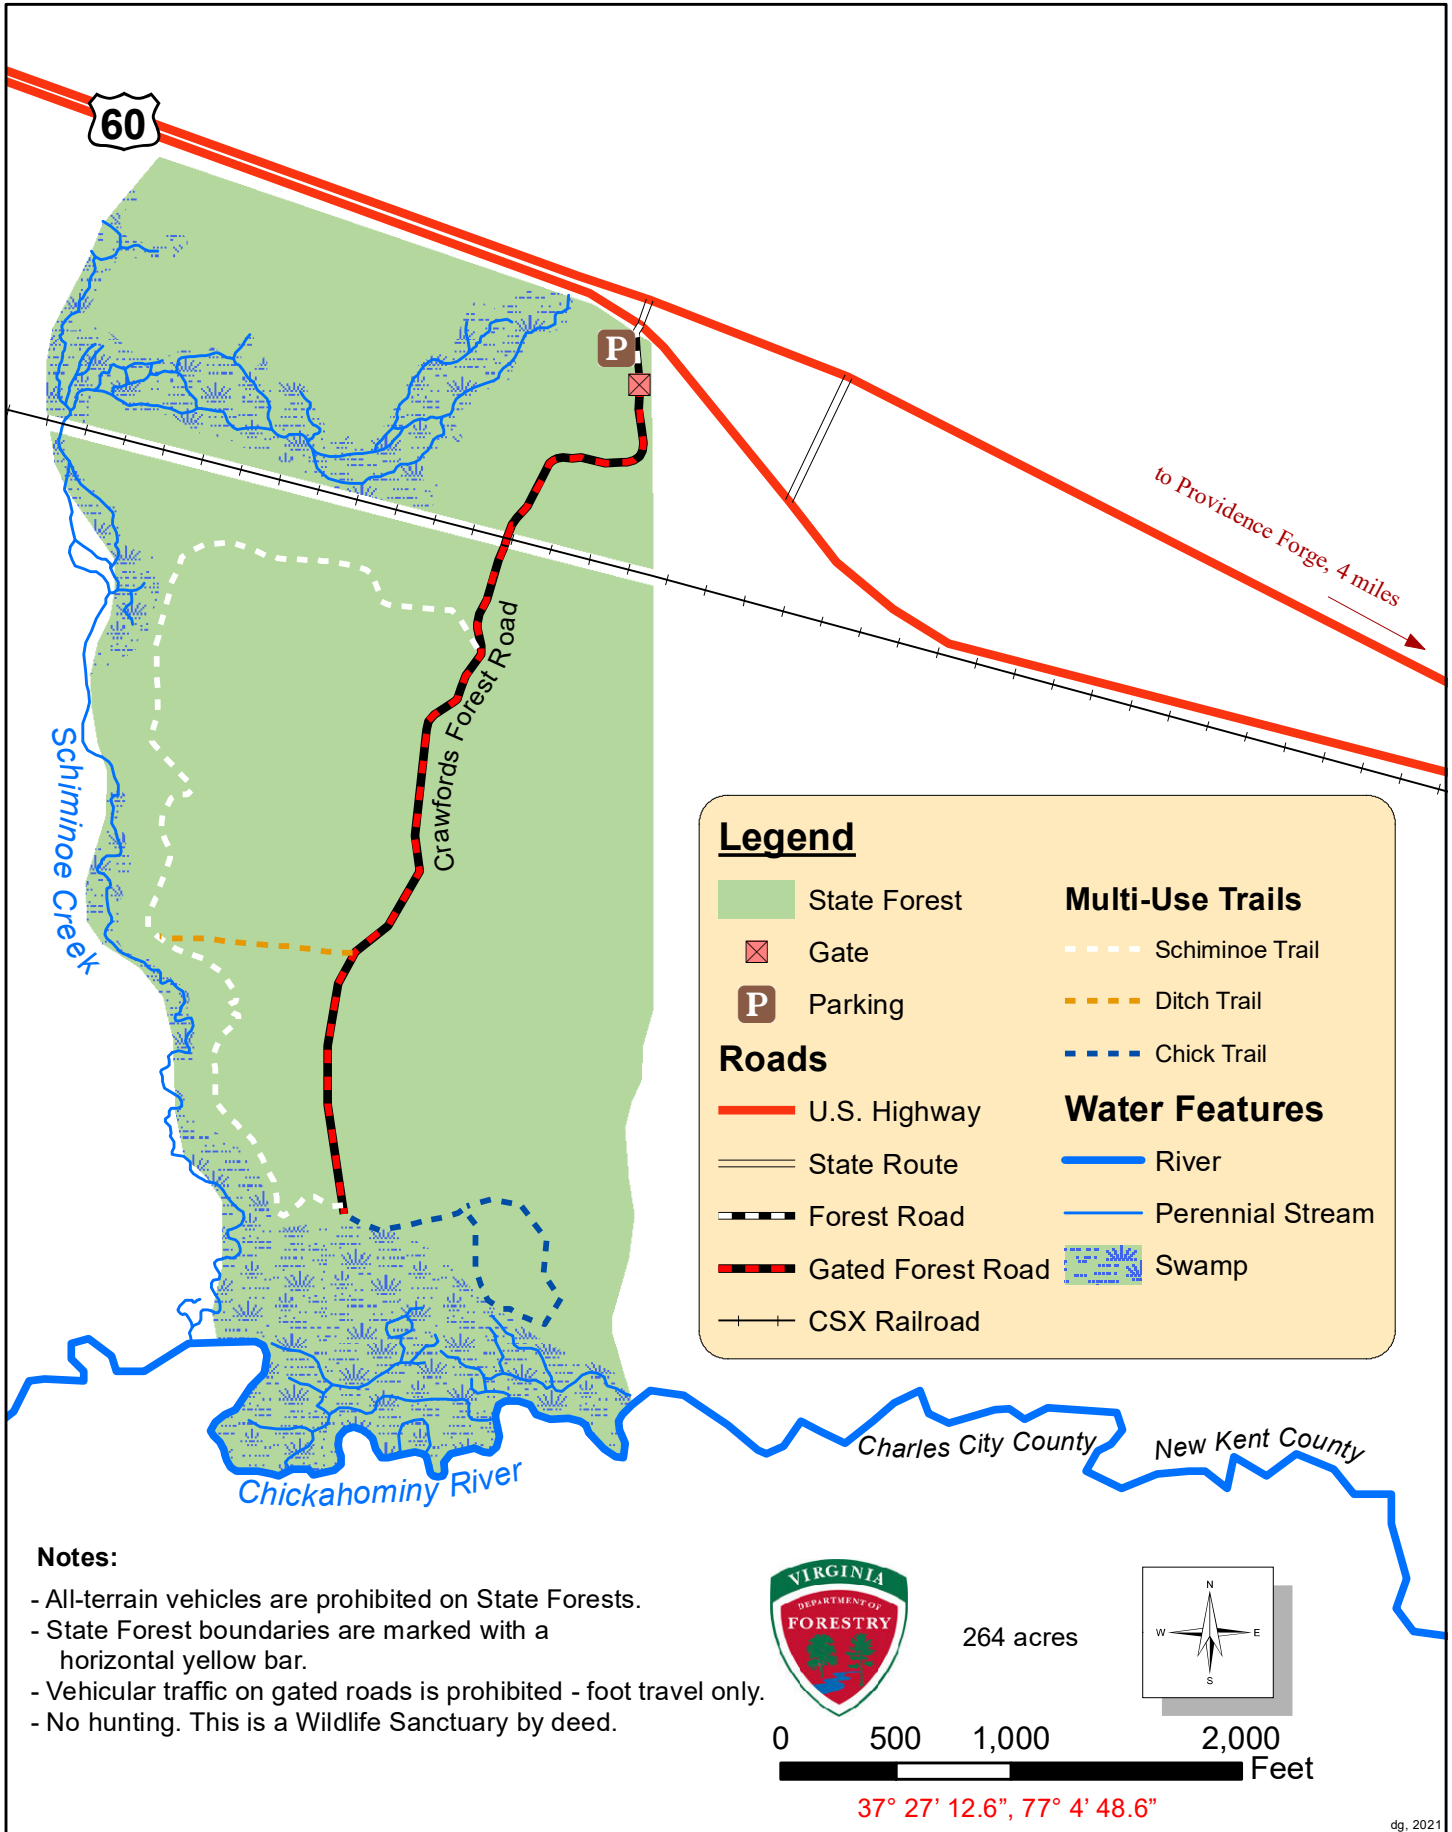 60
P
to Providence Forge, 4 miles
Crawfords Forest Road
Schiminoe Creek
Legend
State Forest
Gate
P
Parking
Roads
U.S. Highway
State Route
Forest Road
Gated Forest Road
CSX Railroad
Multi-Use Trails
Schiminoe Trail
Ditch Trail
Chick Trail
Water Features
River
Perennial Stream
Swamp
Charles City County
New Kent County
Chickahominy River
Notes:
- All-terrain vehicles are prohibited on State Forests.
- State Forest boundaries are marked with a
horizontal yellow bar.
- Vehicular traffic on gated roads is prohibited - foot travel only.
- No hunting. This is a Wildlife Sanctuary by deed.
VIRGINIA
DEPARTMENT OF
FORESTRY
264 acres
N
W E
S
0 500 1,000 2,000
Feet
37° 27’ 12.6”, 77° 4’ 48.6”
dg, 2021